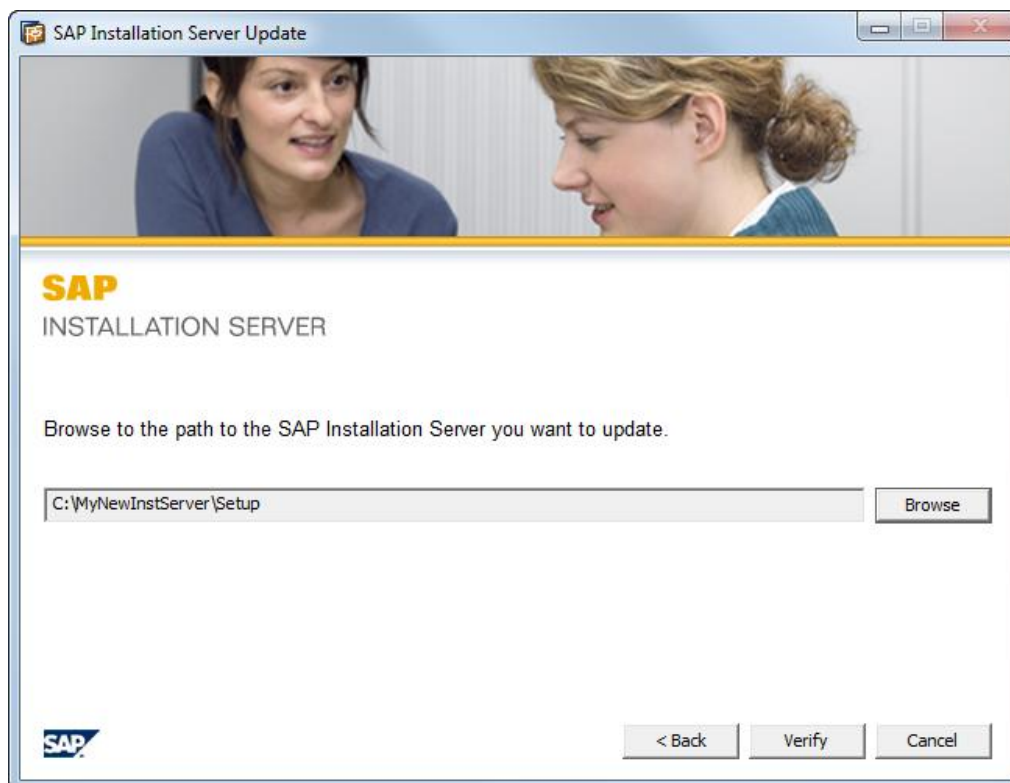 SAP Installation Server Update
SAP
INSTALLATION SERVER
Browse to the path to the SAP Installation Server you want to update.
C:\MyNewInstServer\Setup
Browse
SAP
< Back
Verify
Cancel